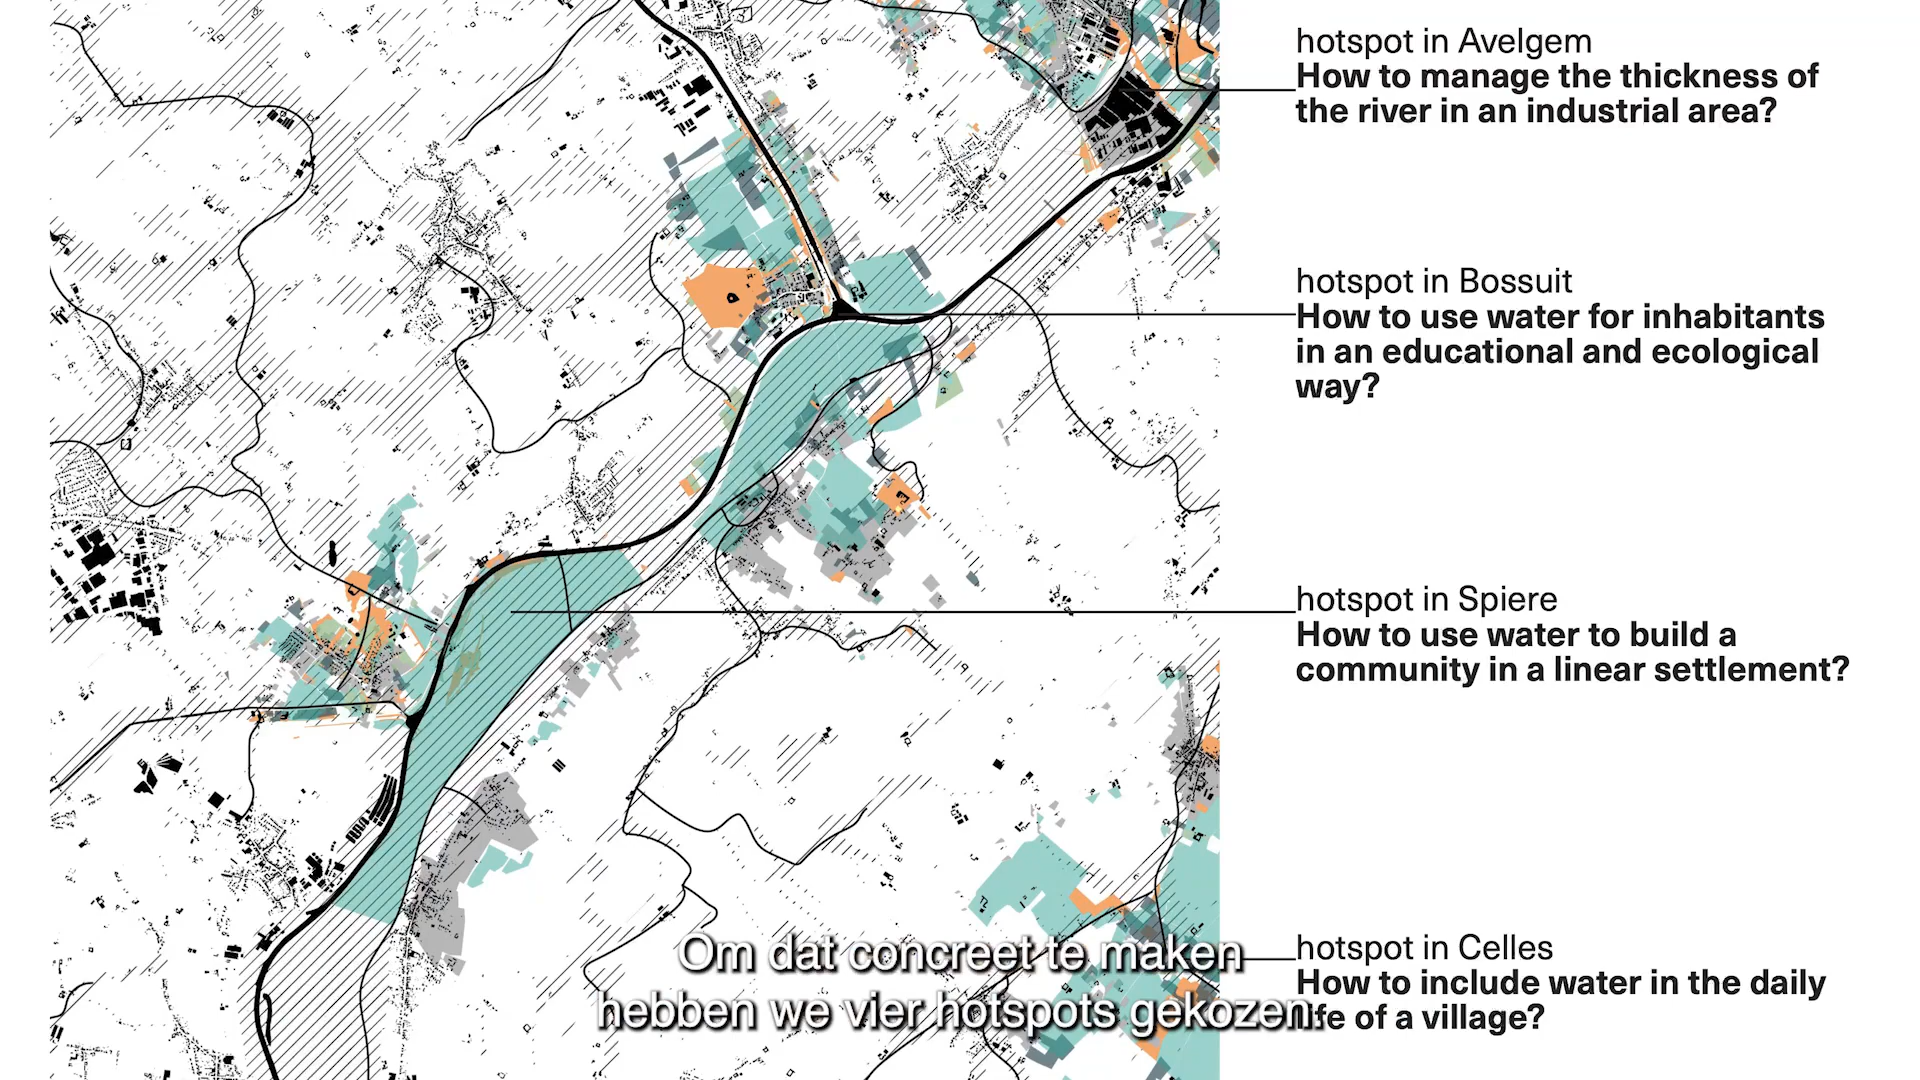 hotspot in Avelgem
How to manage the thickness of
the river in an industrial area?
hotspot in Bossuit
How to use water for inhabitants
in an educational and ecological
way?
hotspot in Spiere
How to use water to build a
community in a linear settlement?
hotspot in Celles
How to include water in the daily
life of a village?
Om dat concreet te maken
hebben we vier hotspots gekozen.